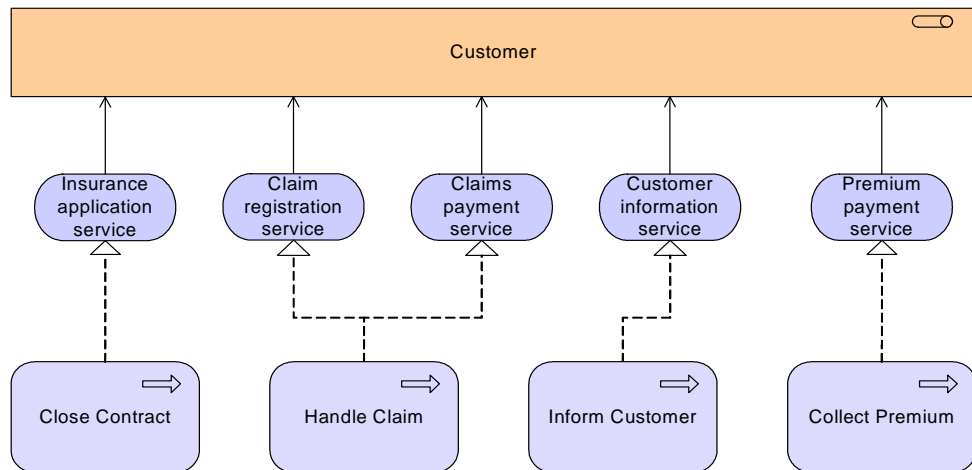 Customer
Insurance
application
service
Claim
registration
service
Claims
payment
service
Customer
information
service
Premium
payment
service
Close Contract
Handle Claim
Inform Customer
Collect Premium